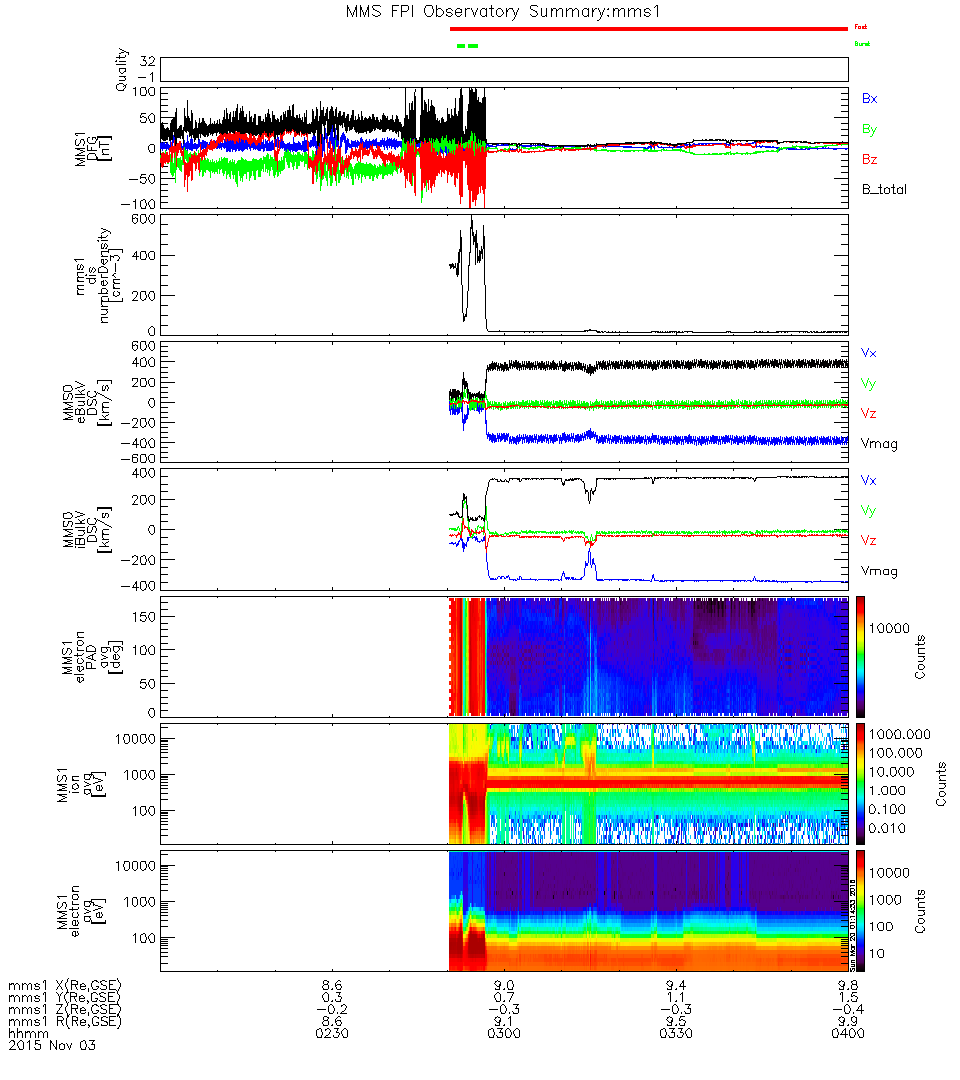 MMS FPI Observatory Summary:mms1
Fast
Burst
Quality
32
-1
MMS1
DFG
[nT]
100
50
0
-50
-100
Bx
By
Bz
B_total
mms1
dis
numberDensity
[cm^-3]
600
400
200
0
MMS0
eBulkV
DSC
[km/s]
600
400
200
0
-200
-400
-600
Vx
Vy
Vz
Vmag
MMS0
iBulkV
DSC
[km/s]
400
200
0
-200
-400
Vx
Vy
Vz
Vmag
MMS1
electron
PAD
avg
[deg]
150
100
50
0
10000
Counts
MMS1
ion
avg
[eV]
10000
1000
100
1000.000
100.000
10.000
1.000
0.100
0.010
Counts
MMS1
electron
avg
[eV]
10000
1000
100
10000
1000
100
10
Counts
mms1 X(Re,GSE) 8.6 9.0 9.4 9.8
mms1 Y(Re,GSE) 0.3 0.7 1.1 1.5
mms1 Z(Re,GSE) -0.2 -0.3 -0.3 -0.4
mms1 R(Re,GSE) 8.6 9.1 9.5 9.9
hhmm 0230 0300 0330 0400
2015 Nov 03